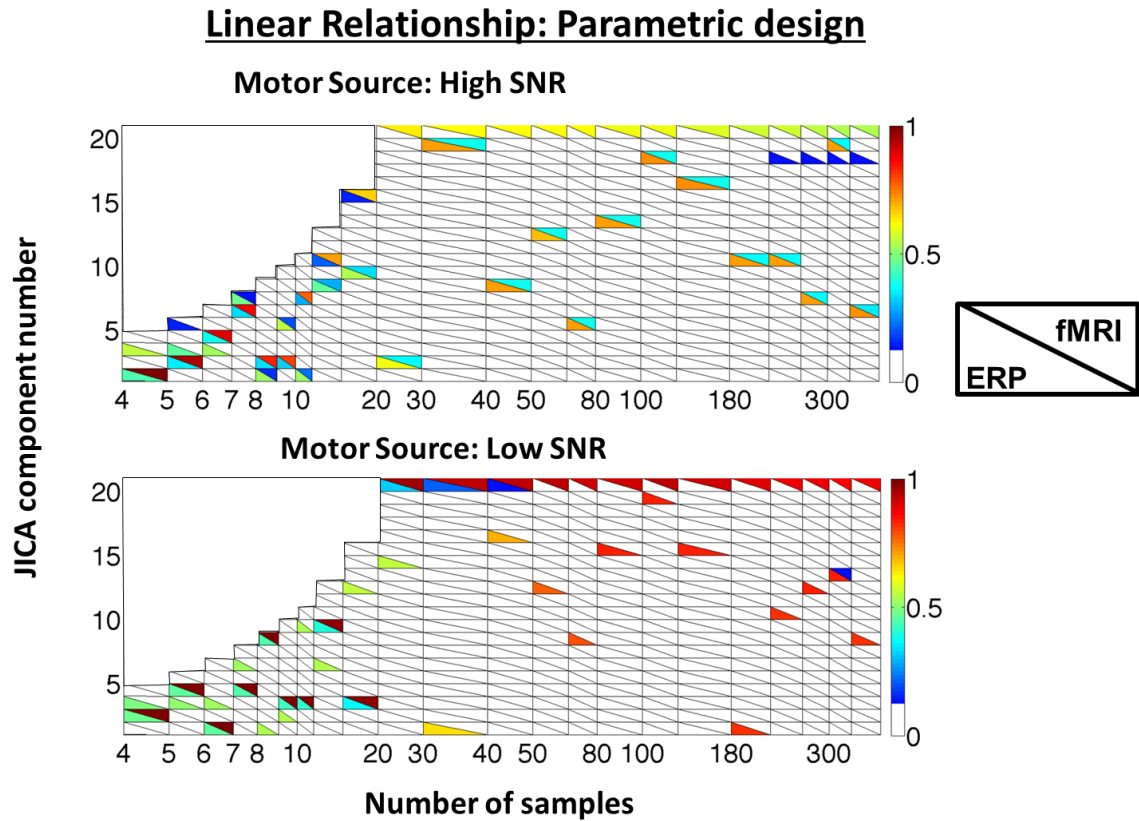 Linear Relationship: Parametric design
Motor Source: High SNR
20
15
10
5
4 5 6 7 8 10 20 30 40 50 80 100 180 300
1
0.5
0
JICA component number
fMRI
ERP
Motor Source: Low SNR
20
15
10
5
4 5 6 7 8 10 20 30 40 50 80 100 180 300
1
0.5
0
Number of samples